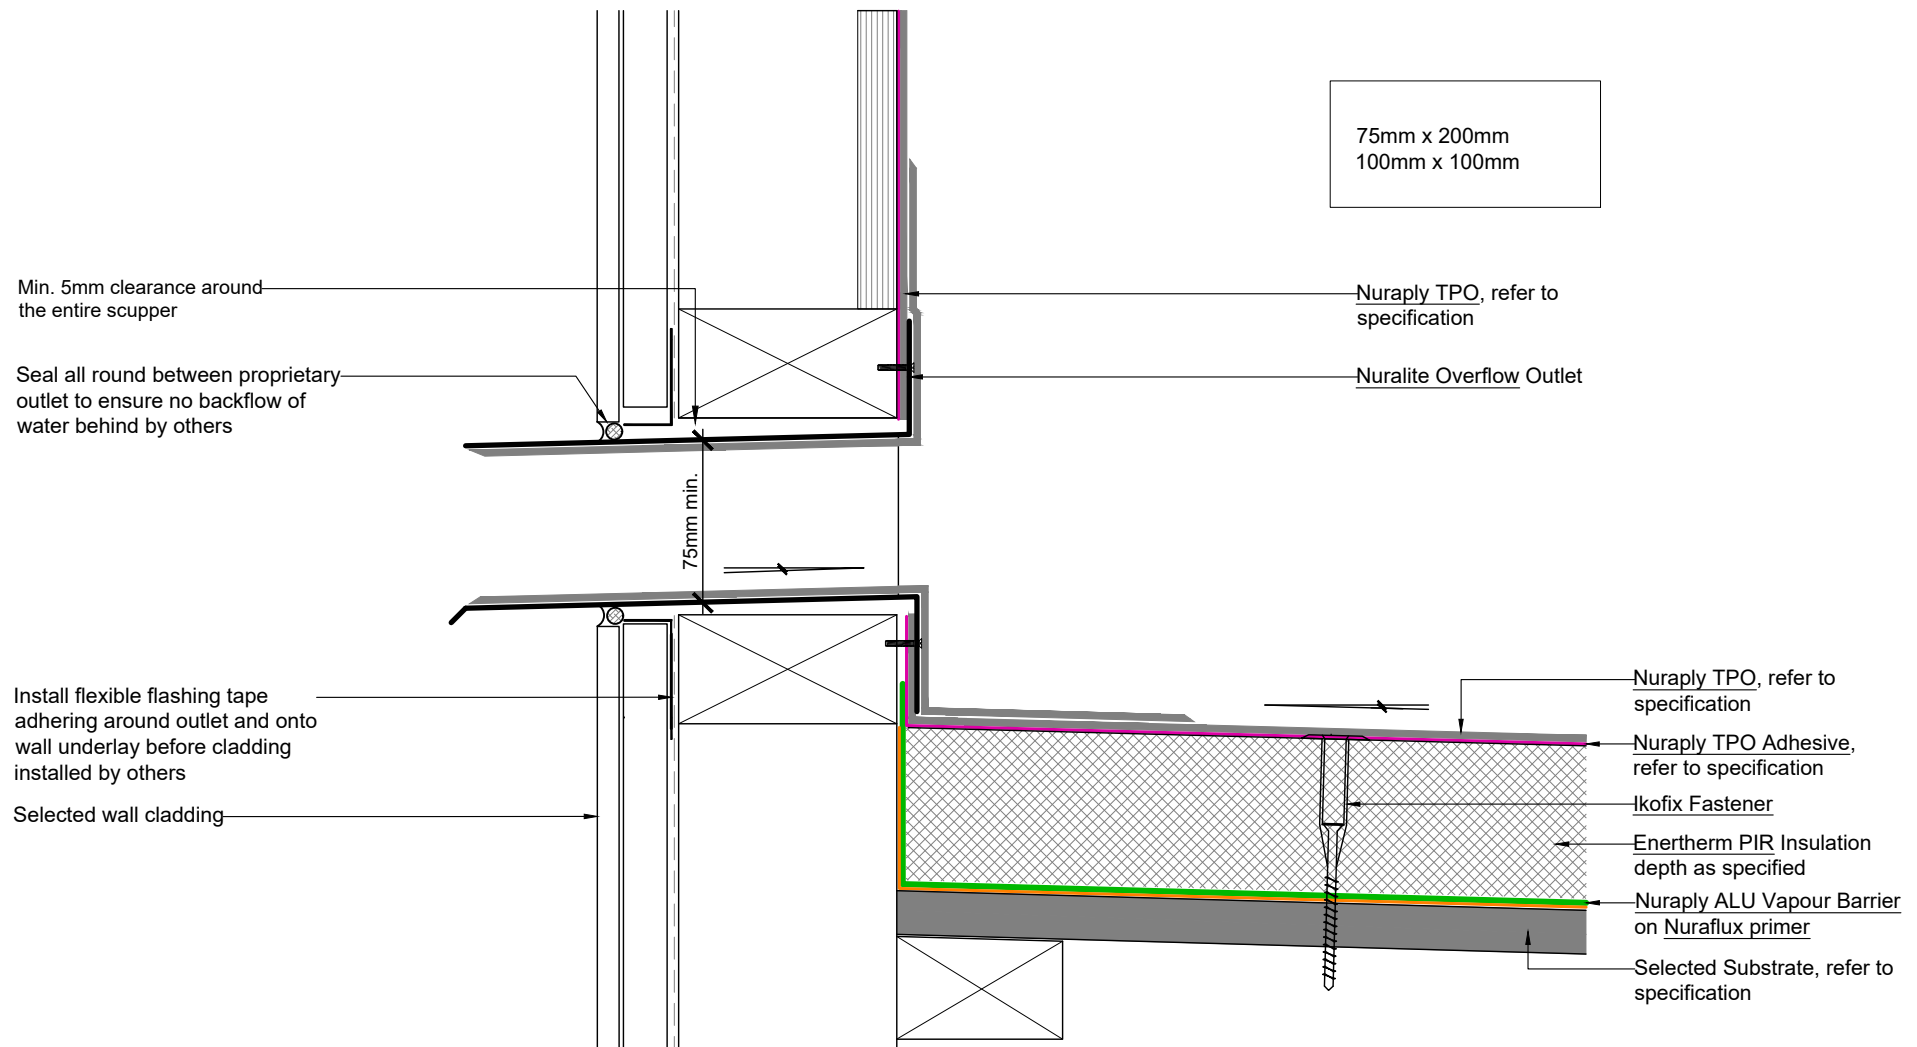 75mm x 200mm
100mm x 100mm
Min. 5mm clearance around
the entire scupper
Seal all round between proprietary
outlet to ensure no backflow of
water behind by others
75mm min.
Install flexible flashing tape
adhering around outlet and onto
wall underlay before cladding
installed by others
Selected wall cladding
Nuraply TPO, refer to
specification
Nuralite Overflow Outlet
Nuraply TPO, refer to
specification
Nuraply TPO Adhesive,
refer to specification
Ikofix Fastener
Enertherm PIR Insulation
depth as specified
Nuraply ALU Vapour Barrier
on Nuraflux primer
Selected Substrate, refer to
specification